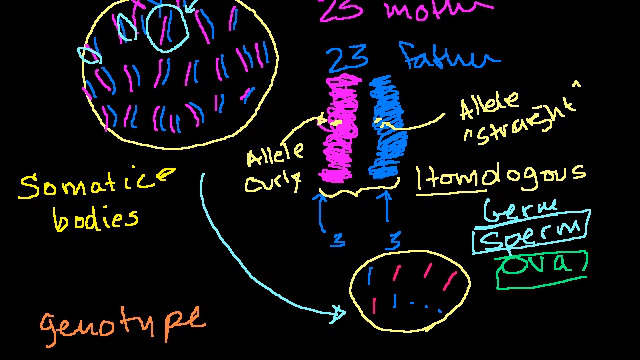 23 mother
23 father
Allele
"straight"
Allele
curly
Homologous
Somatic
bodies
3 3
Germ
Sperm
Ova
genotype